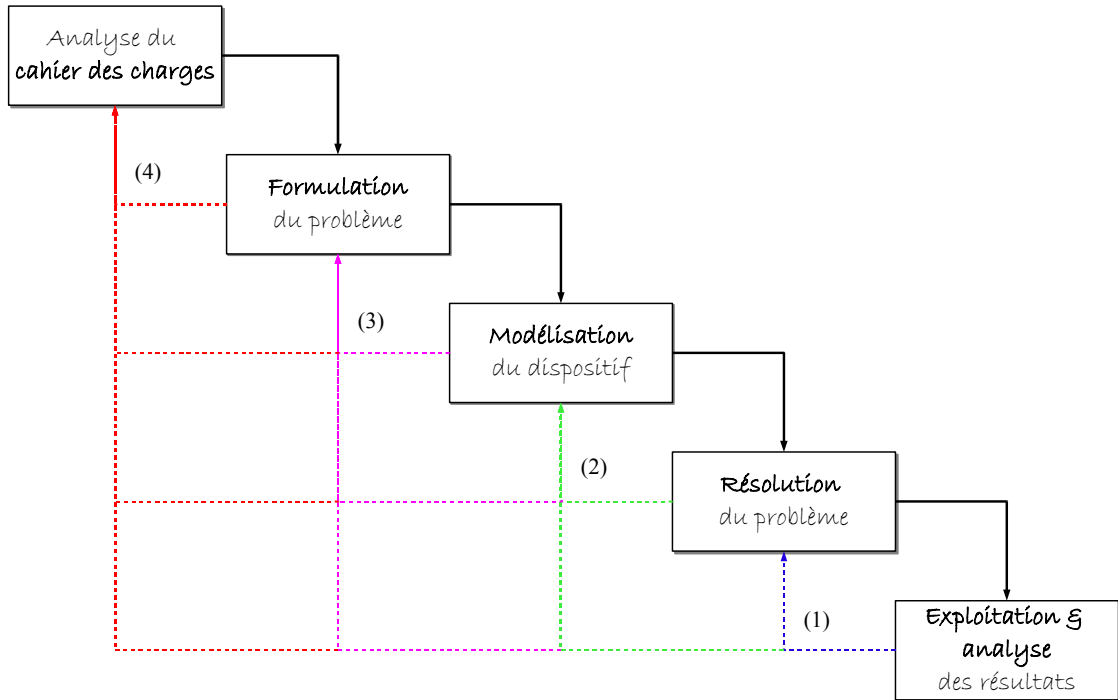 Analyse du
cahier des charges
(4)
Formulation
du problème
(3)
Modélisation
du dispositif
(2)
Résolution
du problème
(1)
Exploitation &
analyse
des résultats